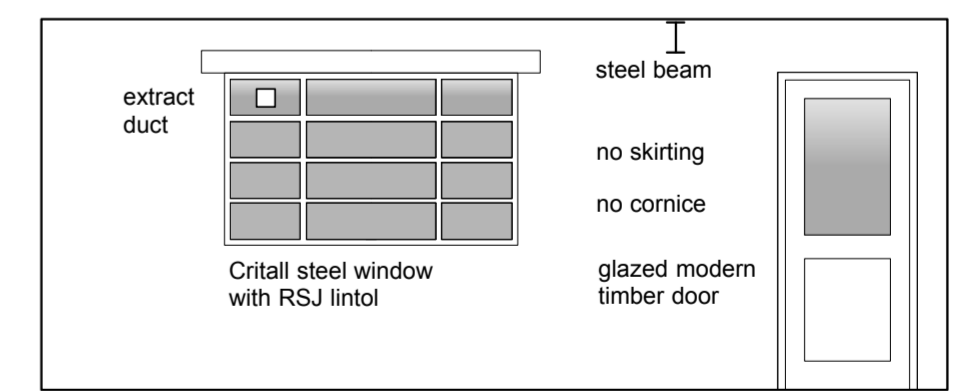 extract
duct
steel beam
no skirting
no cornice
Critall steel window
with RSJ lintol
glazed modern
timber door